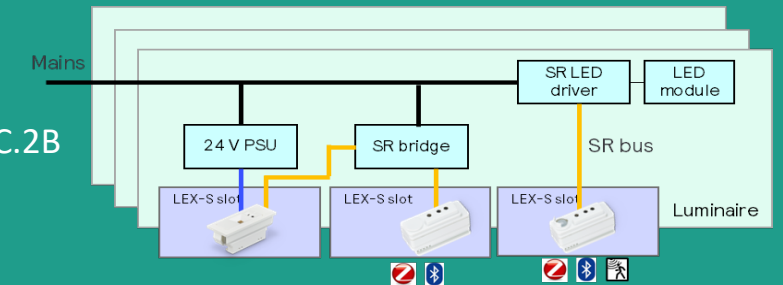 Mains
SR LED
driver
LED
module
C.2B
24 V PSU
SR bridge
SR bus
LEX-S slot
LEX-S slot
LEX-S slot
Luminaire